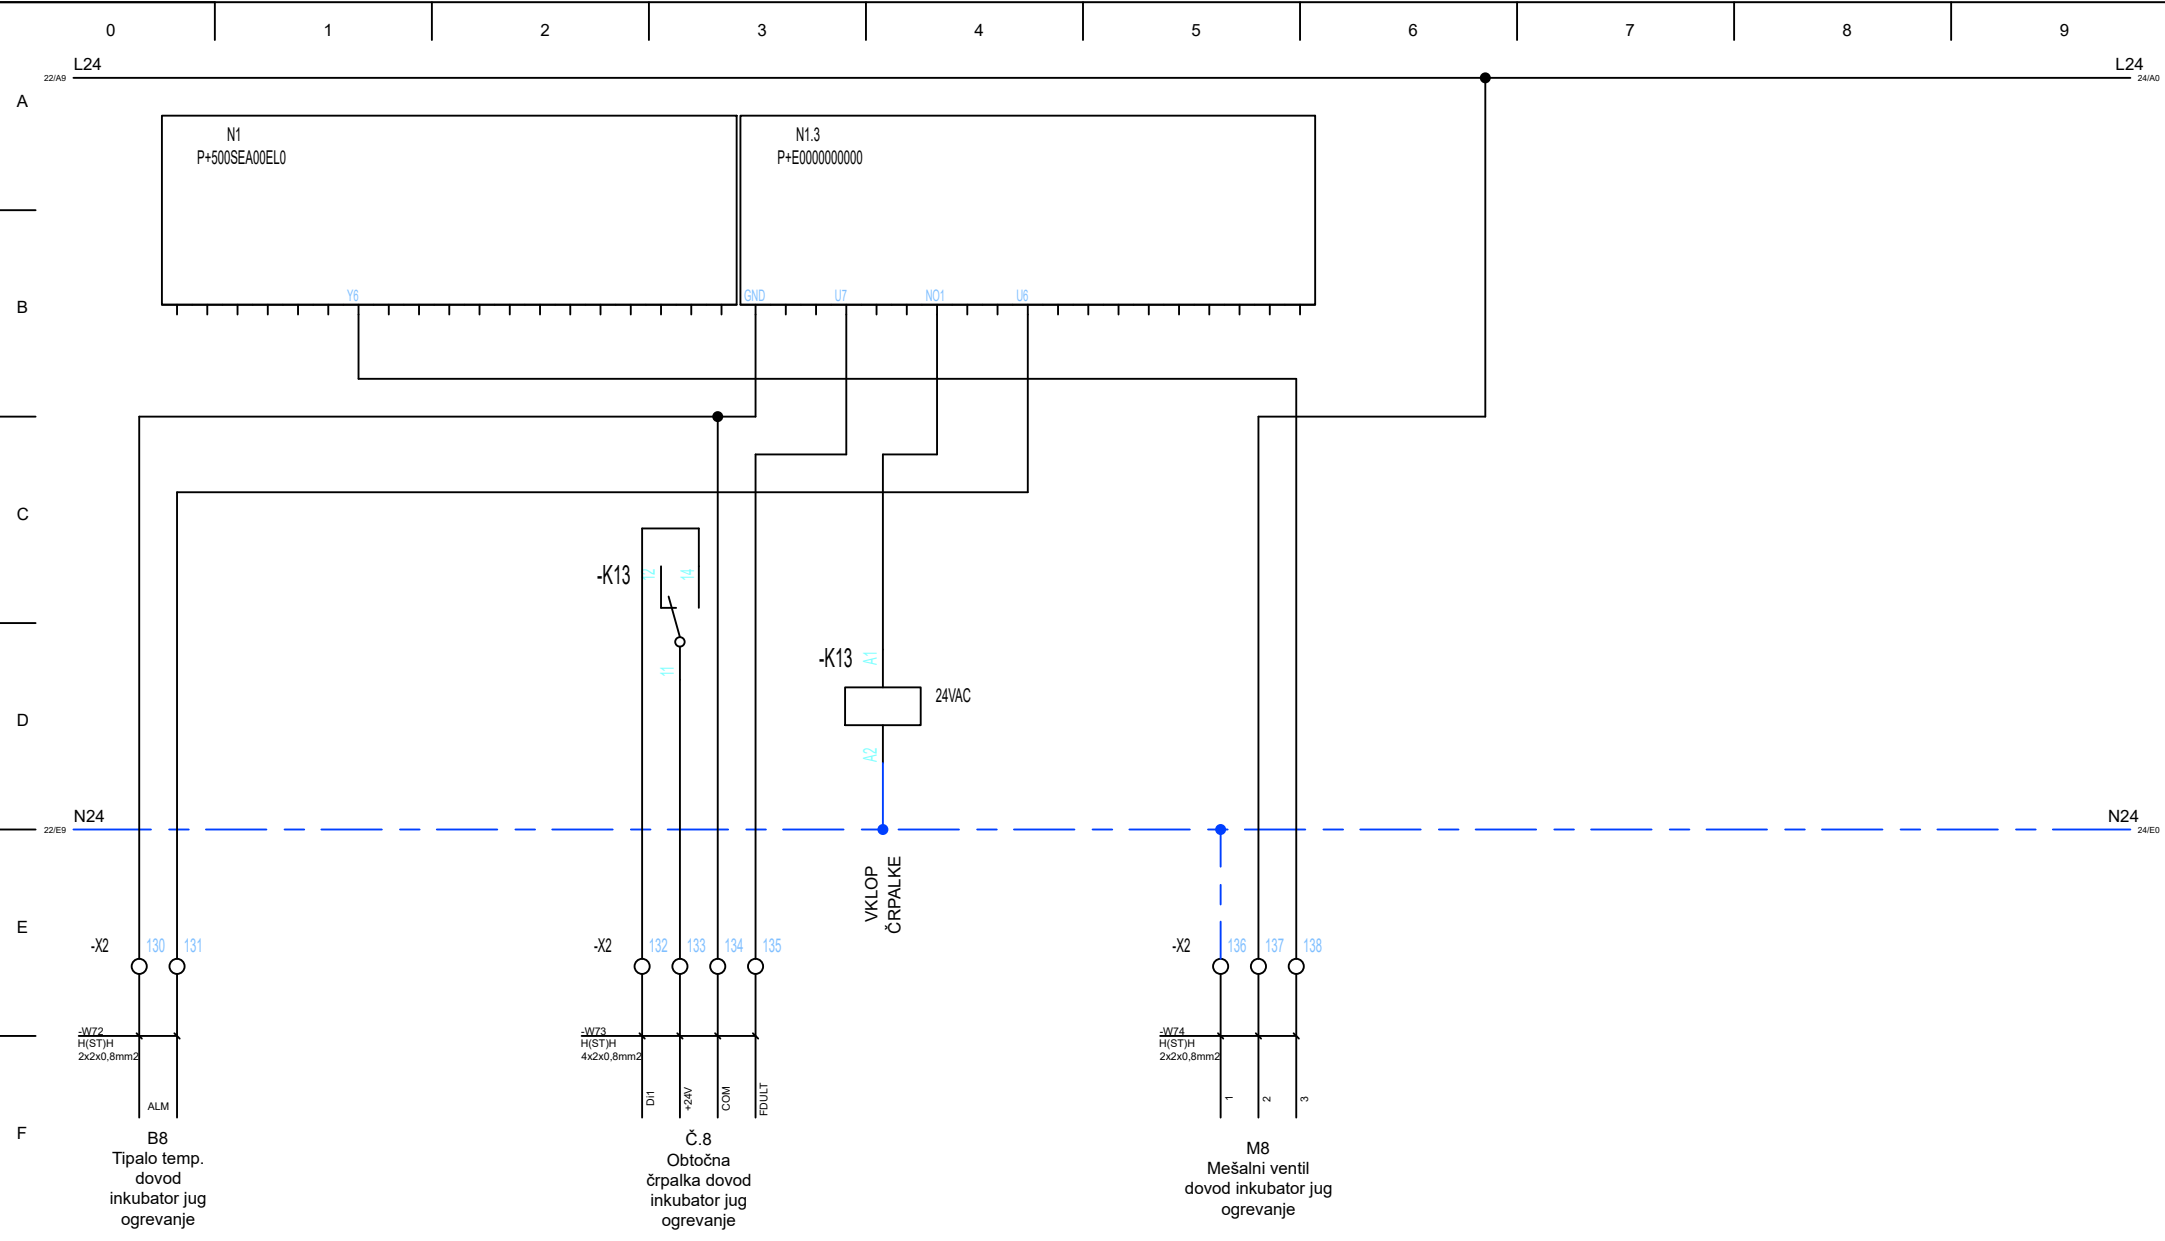 0 1 2 3 4 5 6 7 8 9
L24 L24
22/A9 24/A0
A
N1 N1.3
P+500SEA00EL0 P+E0000000000
B
Y6 GND U7 NO1 U6
C
-K13 12 14
11
-K13 A1
24VAC
A2
D
N24 N24
22/E9 24/E0
VKLOP
ČRPALKE
E
-X2 130 131 -X2 132 133 134 135 -X2 136 137 138
-W72 -W73 -W74
H(ST)H H(ST)H H(ST)H
2x2x0,8mm2 4x2x0,8mm2 2x2x0,8mm2
ALM DI1 +24V COM FDULT 1 2 3
F
B8
Tipalo temp.
dovod
inkubator jug
ogrevanje
Č.8
Obtočna
črpalka dovod
inkubator jug
ogrevanje
M8
Mešalni ventil
dovod inkubator jug
ogrevanje